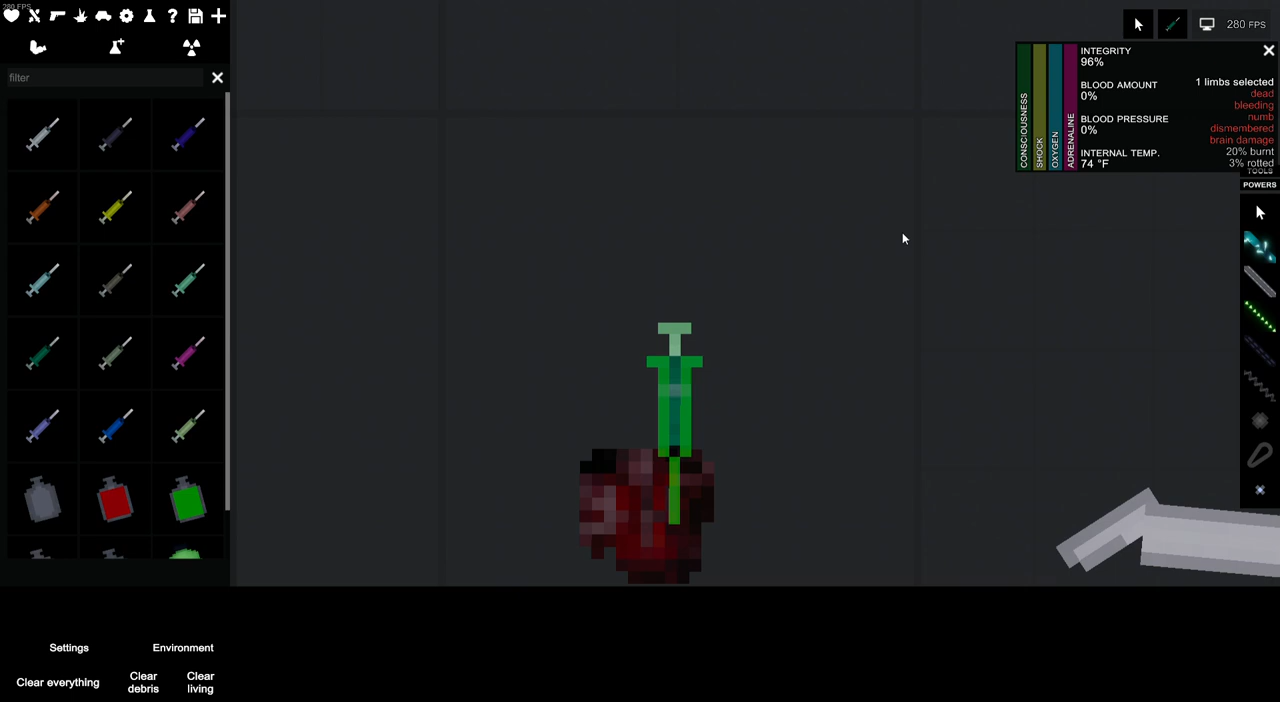 280 FPS
filter
280 FPS
INTEGRITY
96%
BLOOD AMOUNT
0%
BLOOD PRESSURE
0%
INTERNAL TEMP.
74 °F
CONSCIOUSNESS
SHOCK
OXYGEN
ADRENALINE
1 limbs selected
dead
bleeding
numb
dismembered
brain damage
20% burnt
3% rotted
TOOLS
POWERS
Settings
Environment
Clear everything
Clear
debris
Clear
living